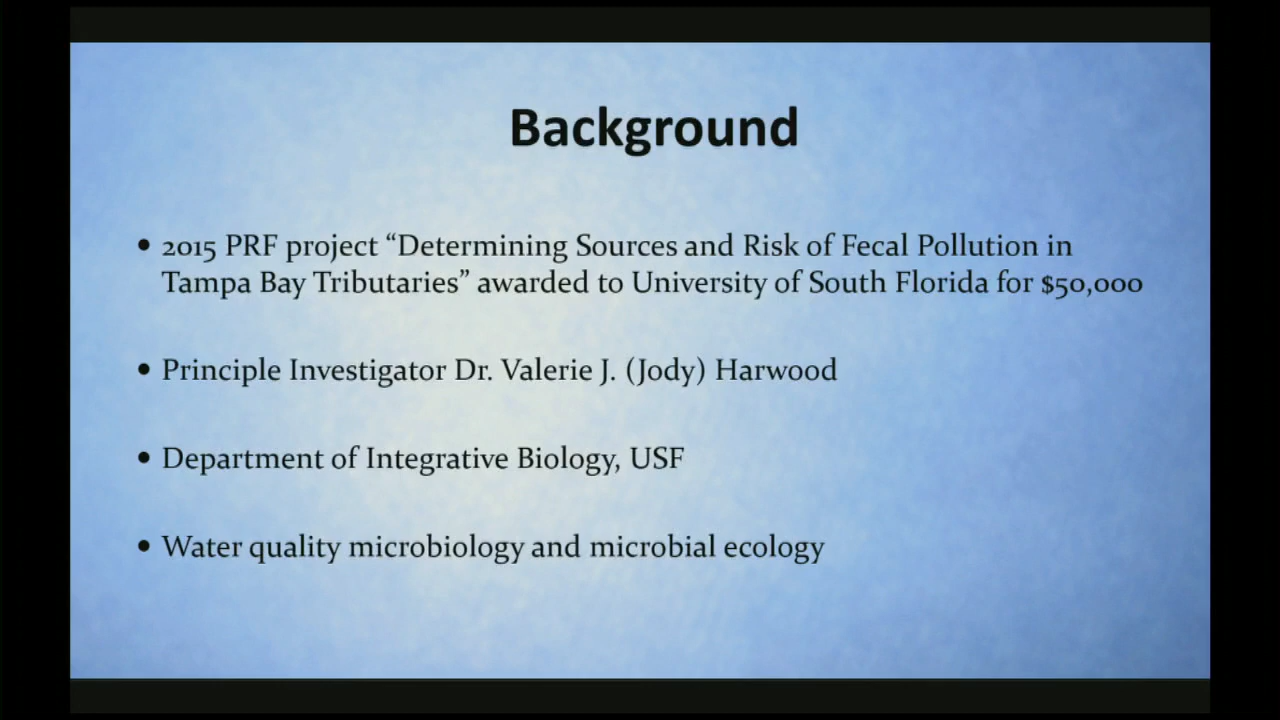 Background
• 2015 PRF project “Determining Sources and Risk of Fecal Pollution in
Tampa Bay Tributaries” awarded to University of South Florida for $50,000
• Principle Investigator Dr. Valerie J. (Jody) Harwood
• Department of Integrative Biology, USF
• Water quality microbiology and microbial ecology